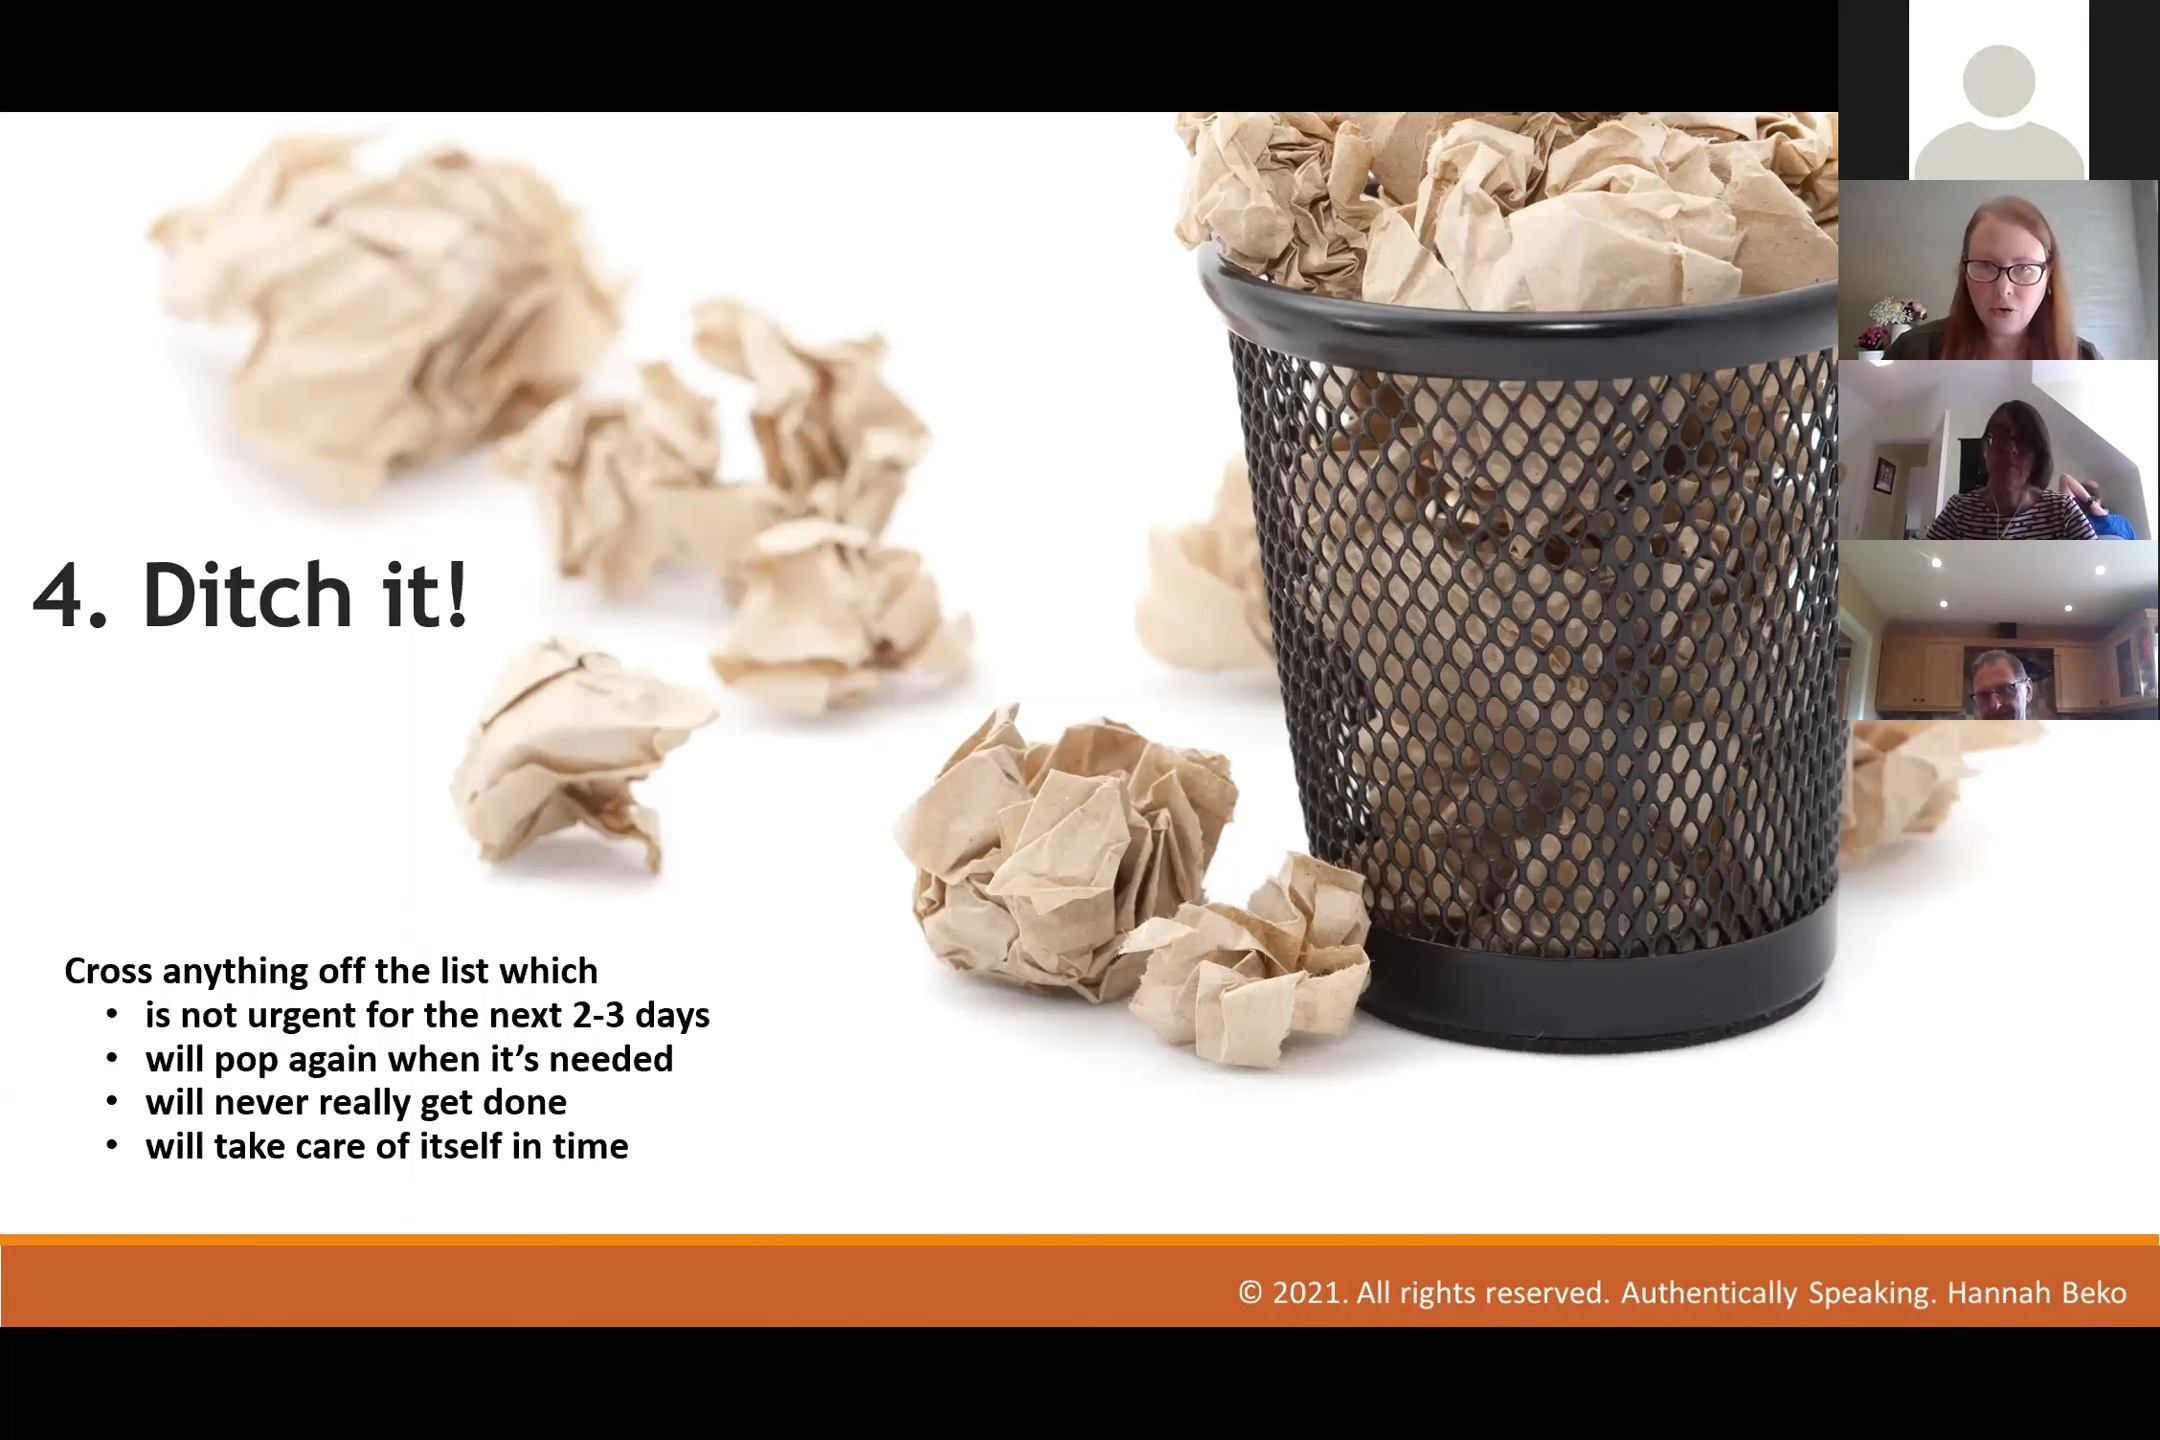 4. Ditch it!
Cross anything off the list which
• is not urgent for the next 2-3 days
• will pop again when it’s needed
• will never really get done
• will take care of itself in time
© 2021. All rights reserved. Authentically Speaking. Hannah Beko